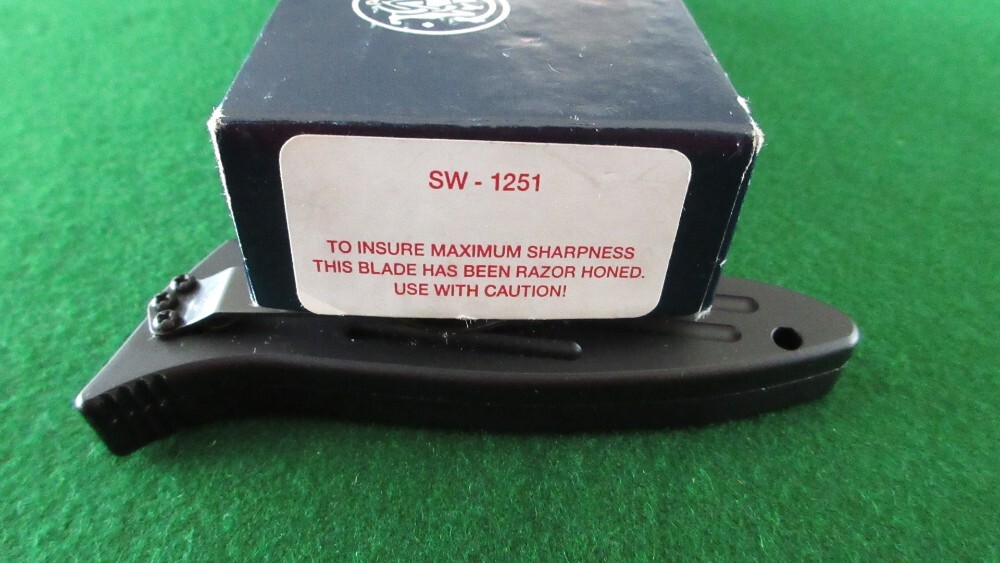 SW - 1251
TO INSURE MAXIMUM SHARPNESS
THIS BLADE HAS BEEN RAZOR HONED.
USE WITH CAUTION!